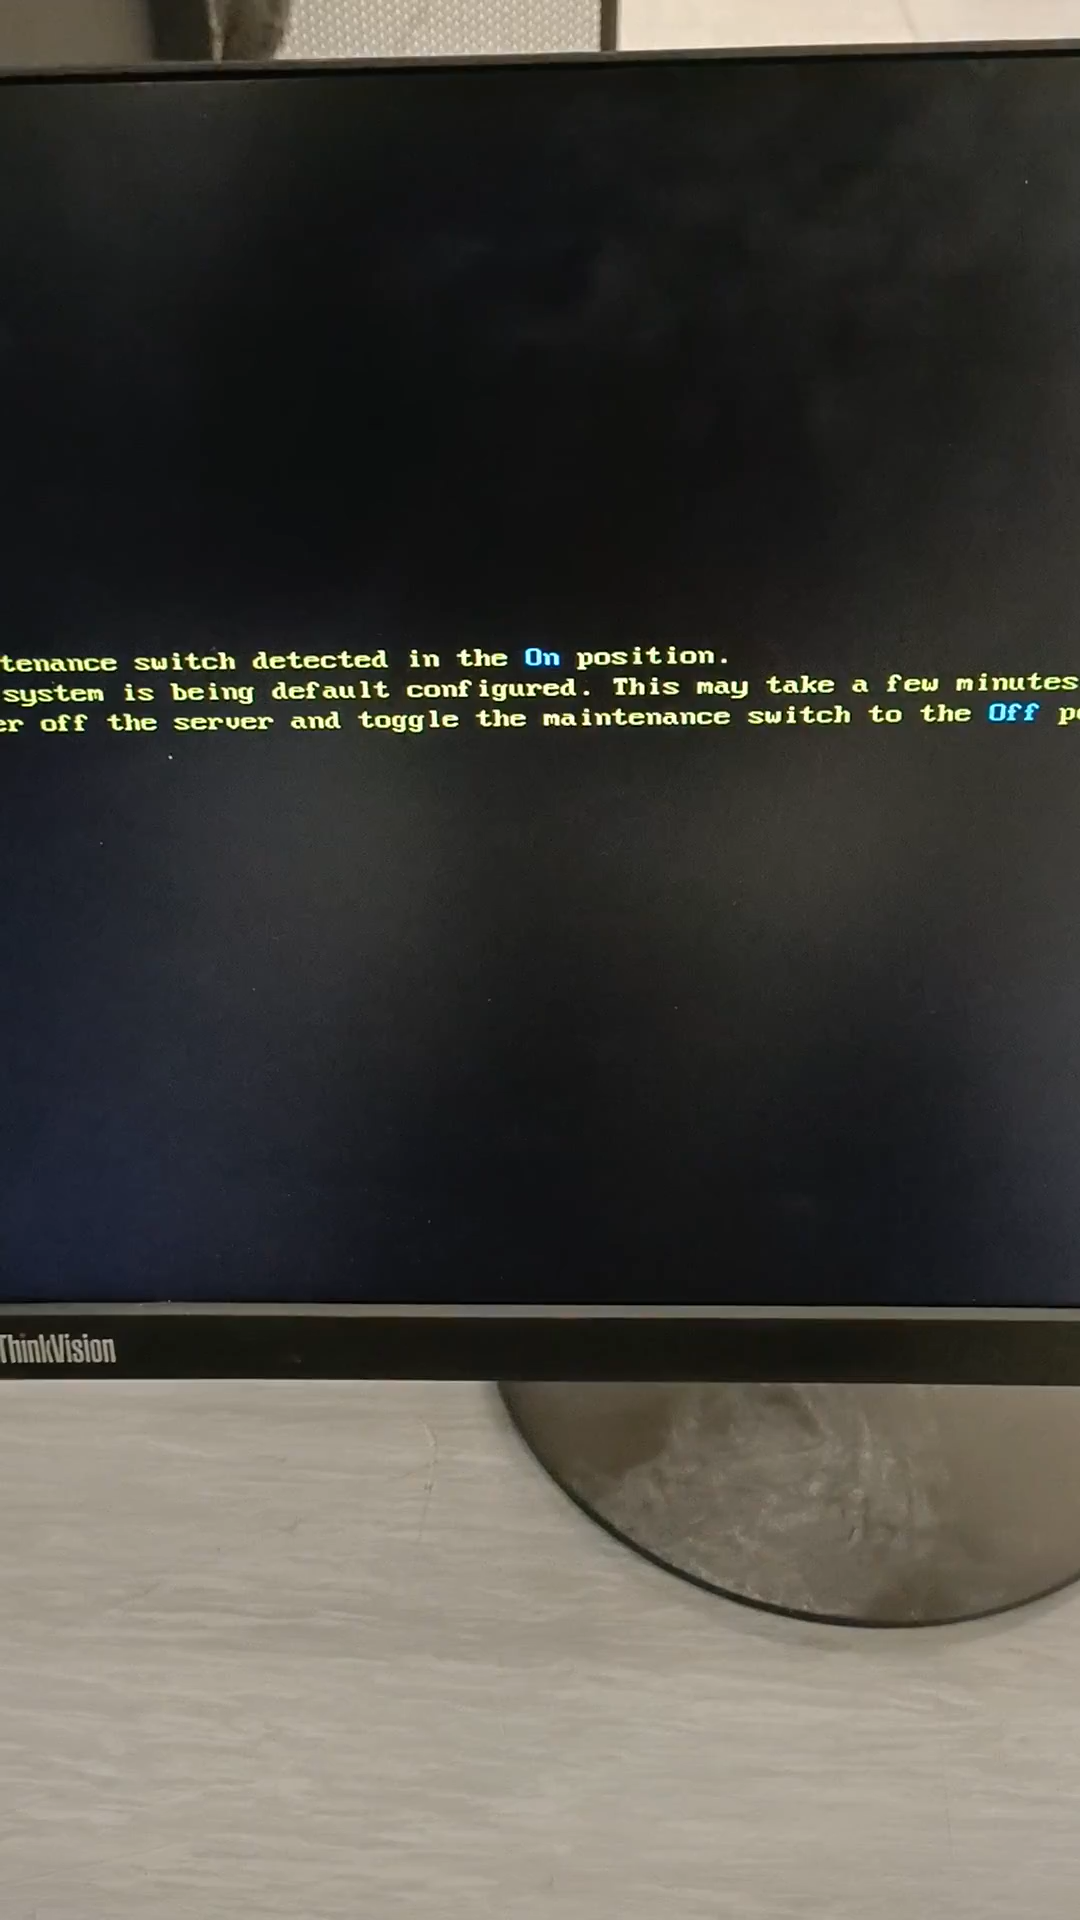 tenance switch detected in the On position.
system is being default configured. This may take a few minutes
er off the server and toggle the maintenance switch to the Off po
ThinkVision